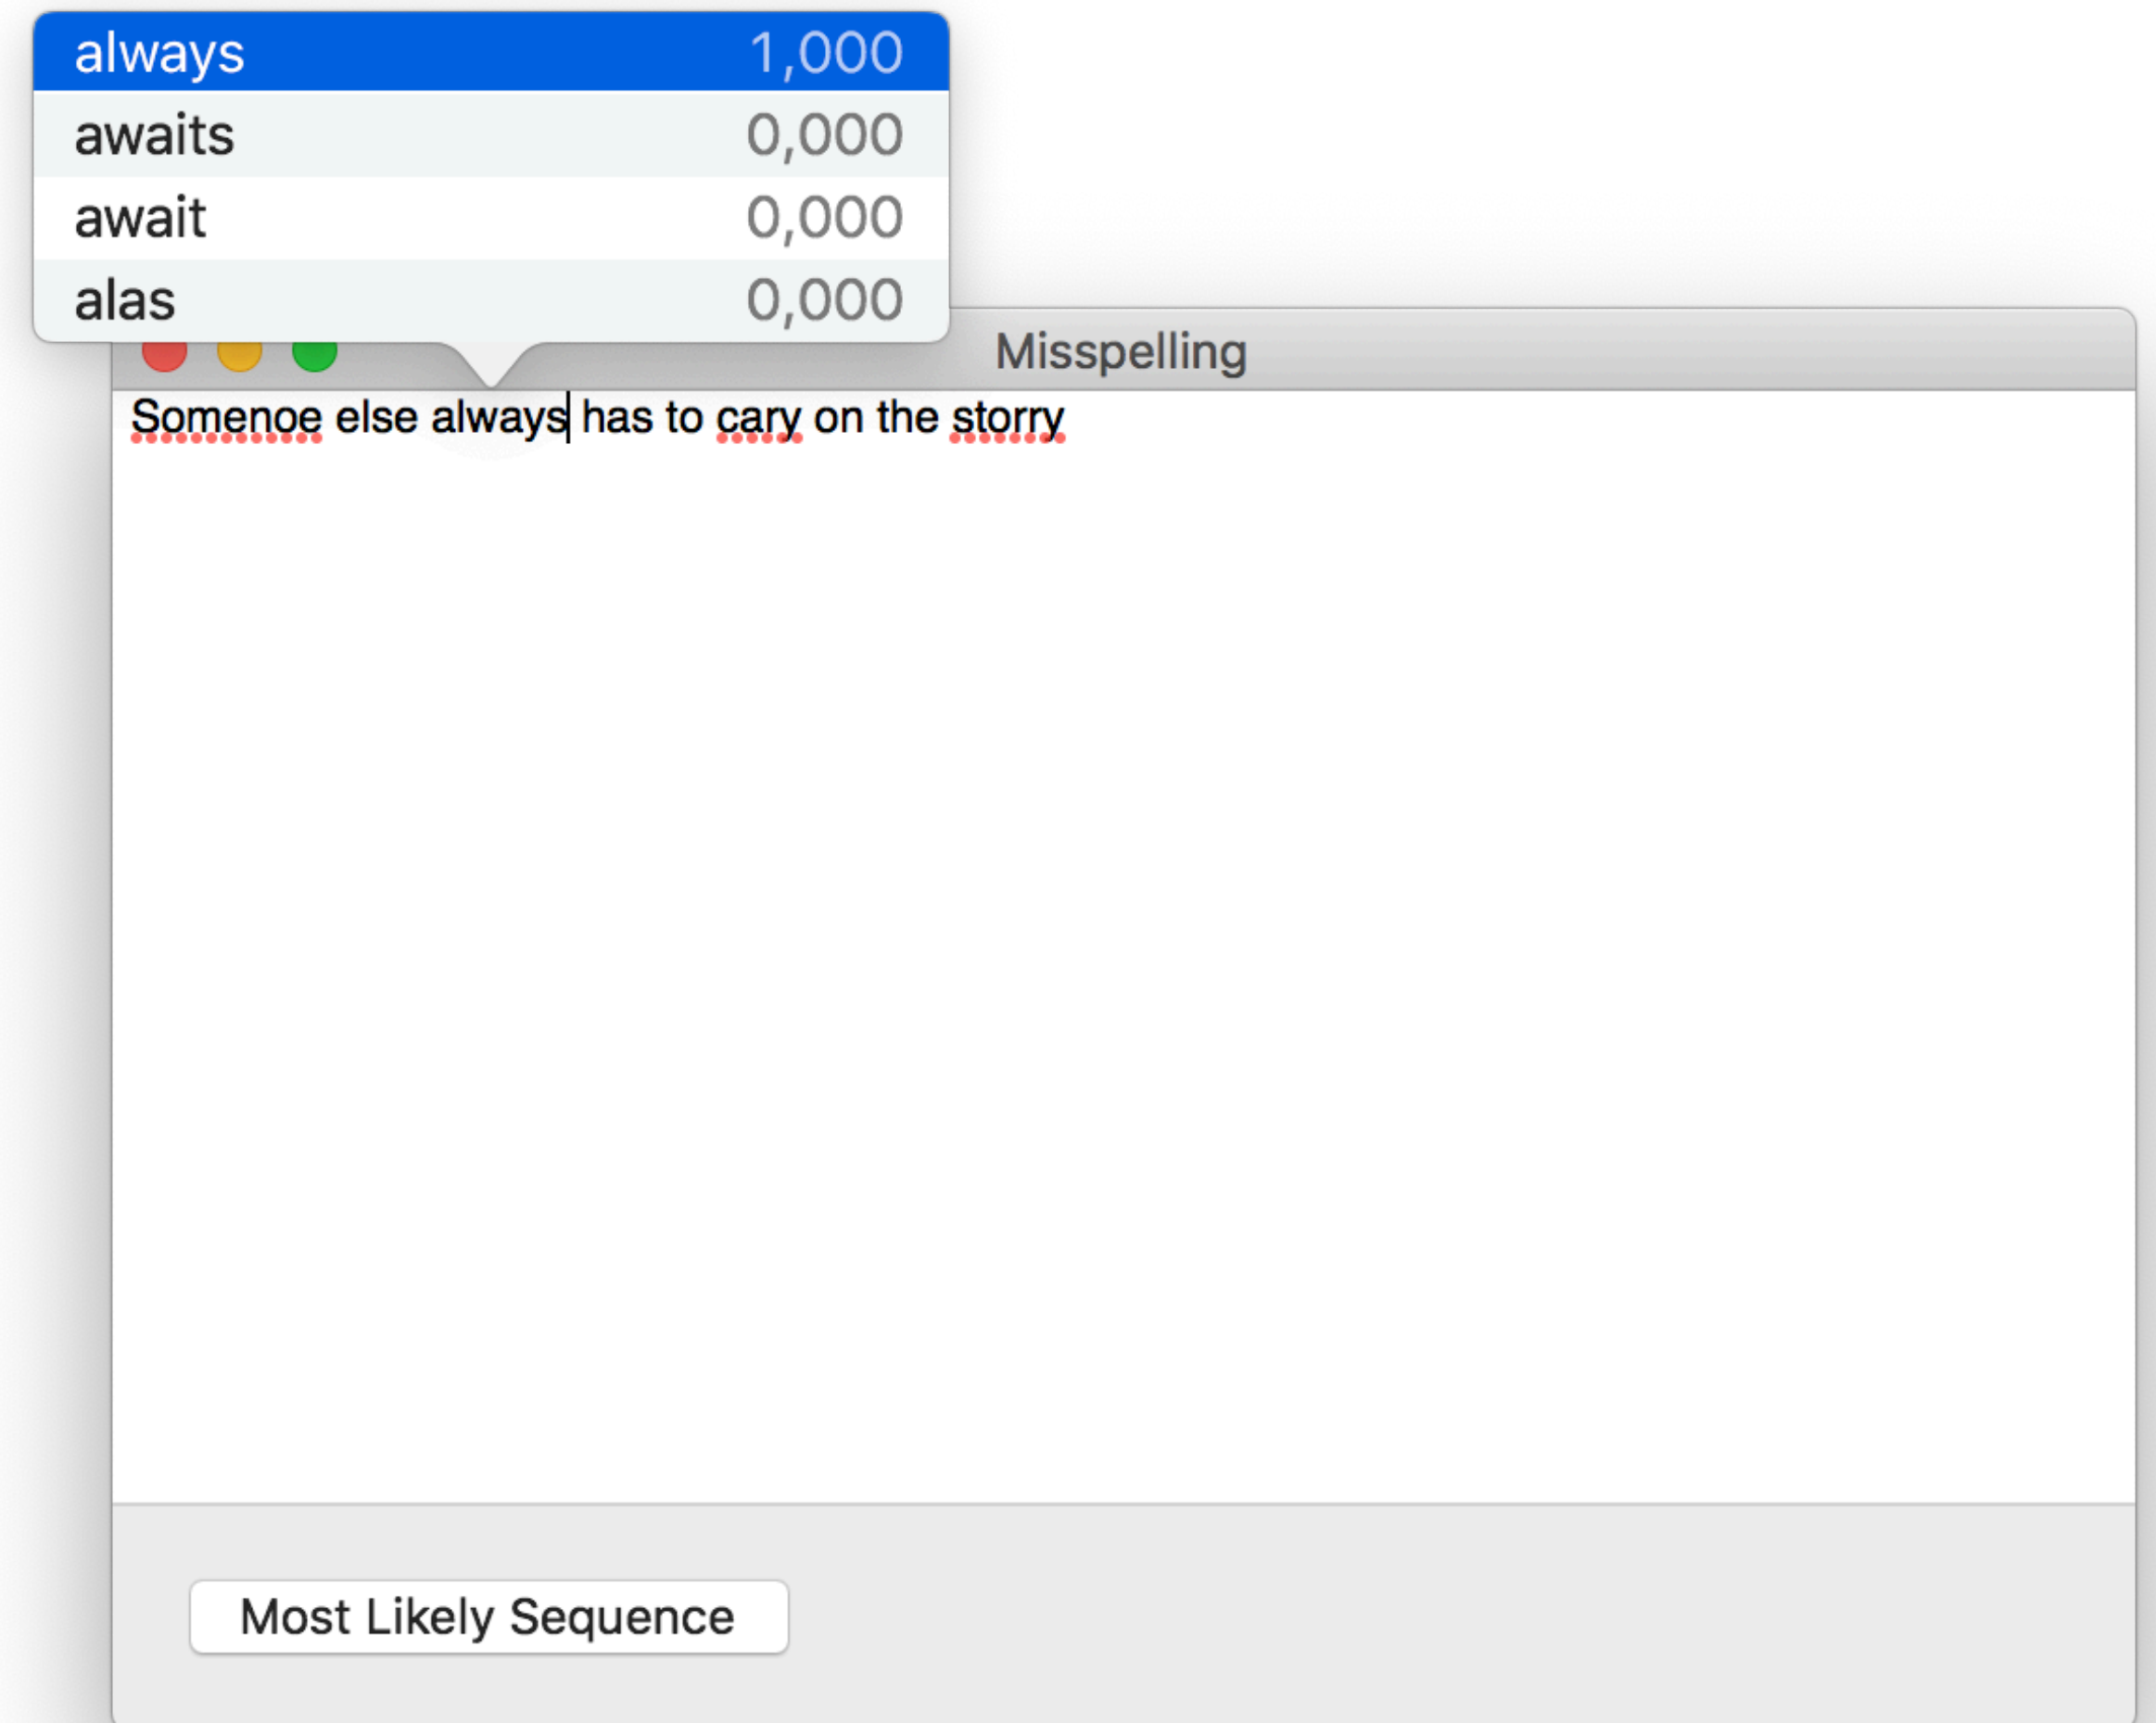 always 1,000
awaits 0,000
await 0,000
alas 0,000
Misspelling
Somenoe else always has to cary on the storry
Most Likely Sequence